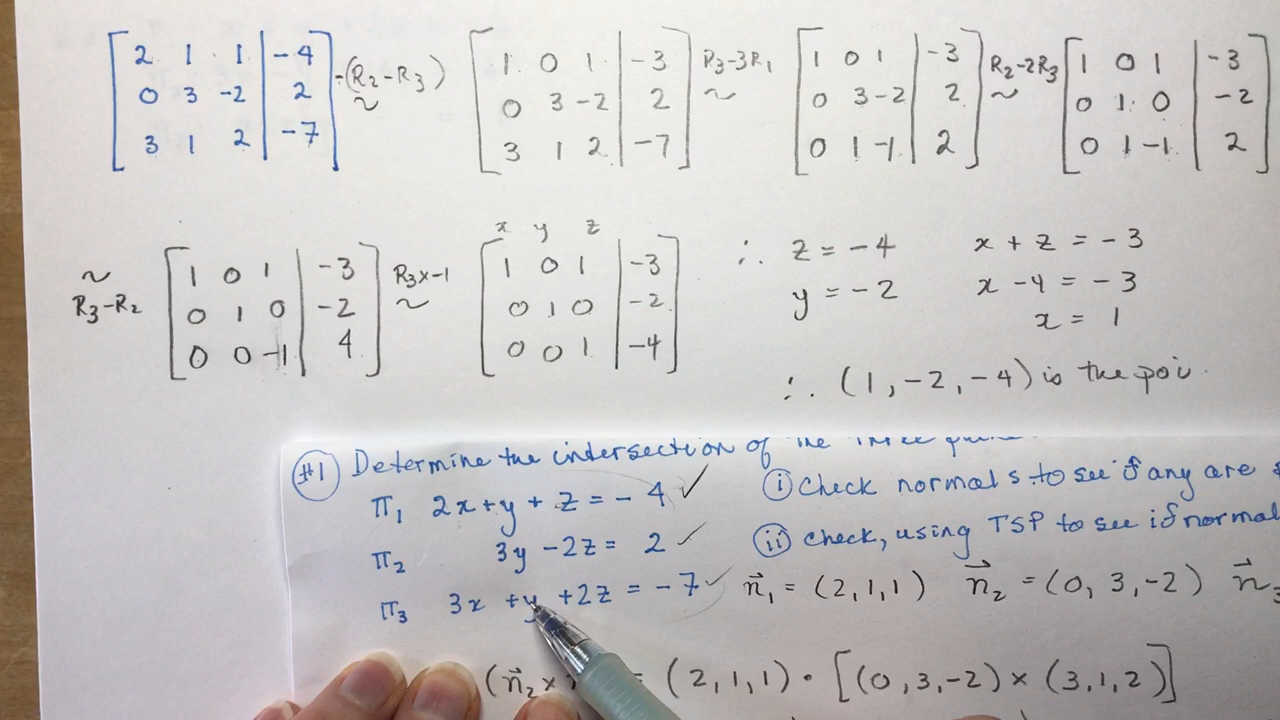 [ 2 1 1 | -4 ] -(R2-R3) ~ [ 1 0 1 | -3 ] R3-3R1 ~ [ 1 0 1 | -3 ] R2-2R3 ~ [ 1 0 1 | -3 ]
[ 0 3 -2 | 2 ] [ 0 3 -2 | 2 ] [ 0 3 -2 | 2 ] [ 0 1 0 | -2 ]
[ 3 1 2 | -7 ] [ 3 1 2 | -7 ] [ 0 1 -1 | 2 ] [ 0 1 -1 | 2 ]
x y z
~ R3-R2 [ 1 0 1 | -3 ] R3x-1 ~ [ 1 0 1 | -3 ] ∴ z = -4 x + z = -3
[ 0 1 0 | -2 ] [ 0 1 0 | -2 ] y = -2 x - 4 = -3
[ 0 0 -1 | 4 ] [ 0 0 1 | -4 ] x = 1
∴ (1, -2, -4) is the poi.
#1 Determine the intersection of the three
π1 2x + y + z = -4 ✓ (i) Check normals to see if any are
π2 3y - 2z = 2 ✓ (ii) Check, using TSP to see if normal
π3 3x + y + 2z = -7 ✓ n⃗1 = (2, 1, 1) n⃗2 = (0, 3, -2) n⃗3
(n⃗2 × = (2, 1, 1) • [(0, 3, -2) × (3, 1, 2)]